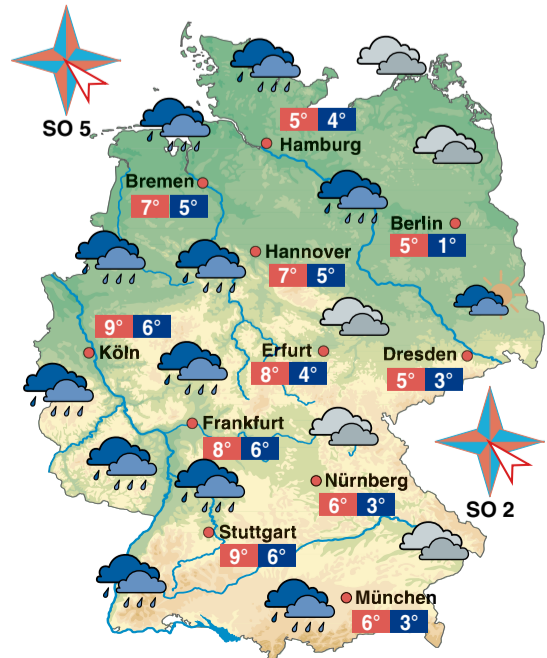 SO 5
5° 4°
Hamburg
Bremen
7° 5°
Berlin
5° 1°
Hannover
7° 5°
9° 6°
Köln
Erfurt
8° 4°
Dresden
5° 3°
Frankfurt
8° 6°
Nürnberg
6° 3°
SO 2
Stuttgart
9° 6°
München
6° 3°